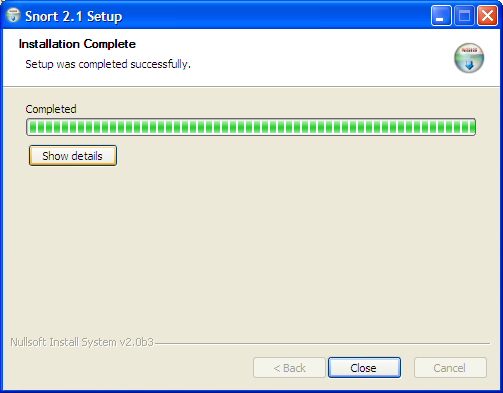 Snort 2.1 Setup
Installation Complete
Setup was completed successfully.
Completed
Show details
Nullsoft Install System v2.0b3
< Back
Close
Cancel